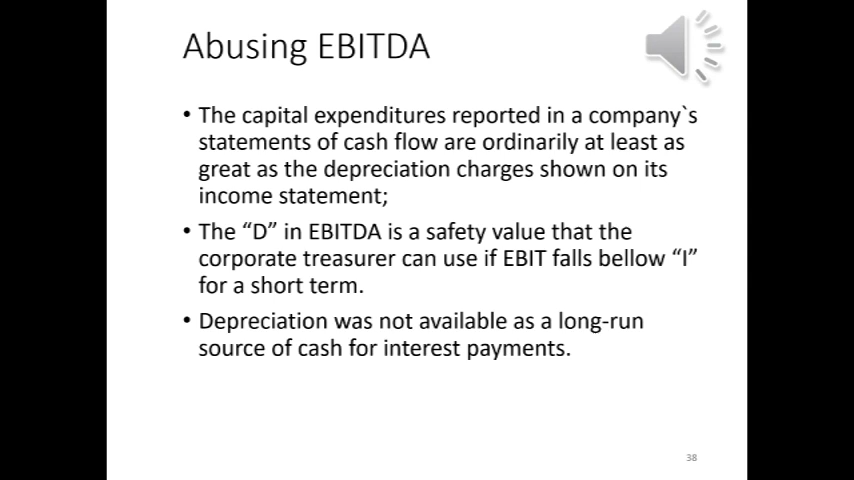 Abusing EBITDA
• The capital expenditures reported in a company`s
statements of cash flow are ordinarily at least as
great as the depreciation charges shown on its
income statement;
• The “D” in EBITDA is a safety value that the
corporate treasurer can use if EBIT falls bellow “I”
for a short term.
• Depreciation was not available as a long-run
source of cash for interest payments.
38